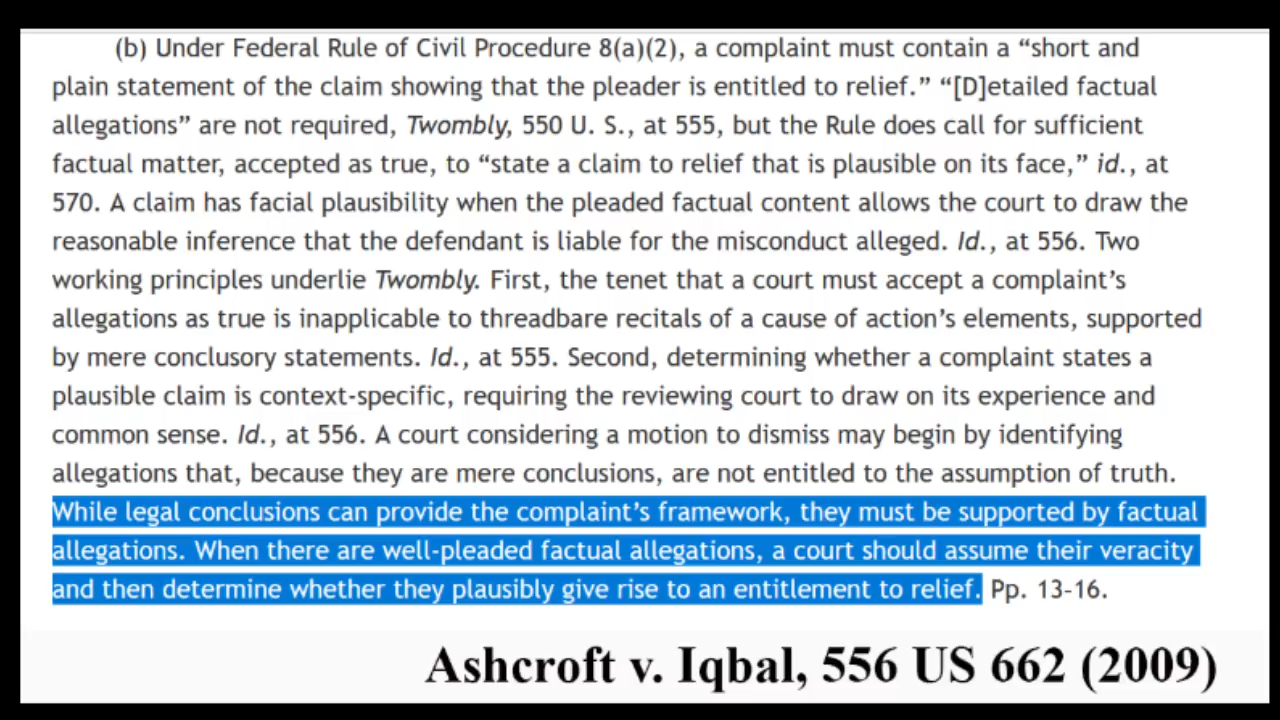 (b) Under Federal Rule of Civil Procedure 8(a)(2), a complaint must contain a “short and
plain statement of the claim showing that the pleader is entitled to relief.” “[D]etailed factual
allegations” are not required, Twombly, 550 U. S., at 555, but the Rule does call for sufficient
factual matter, accepted as true, to “state a claim to relief that is plausible on its face,” id., at
570. A claim has facial plausibility when the pleaded factual content allows the court to draw the
reasonable inference that the defendant is liable for the misconduct alleged. Id., at 556. Two
working principles underlie Twombly. First, the tenet that a court must accept a complaint’s
allegations as true is inapplicable to threadbare recitals of a cause of action’s elements, supported
by mere conclusory statements. Id., at 555. Second, determining whether a complaint states a
plausible claim is context-specific, requiring the reviewing court to draw on its experience and
common sense. Id., at 556. A court considering a motion to dismiss may begin by identifying
allegations that, because they are mere conclusions, are not entitled to the assumption of truth.
While legal conclusions can provide the complaint’s framework, they must be supported by factual
allegations. When there are well-pleaded factual allegations, a court should assume their veracity
and then determine whether they plausibly give rise to an entitlement to relief. Pp. 13–16.
Ashcroft v. Iqbal, 556 US 662 (2009)